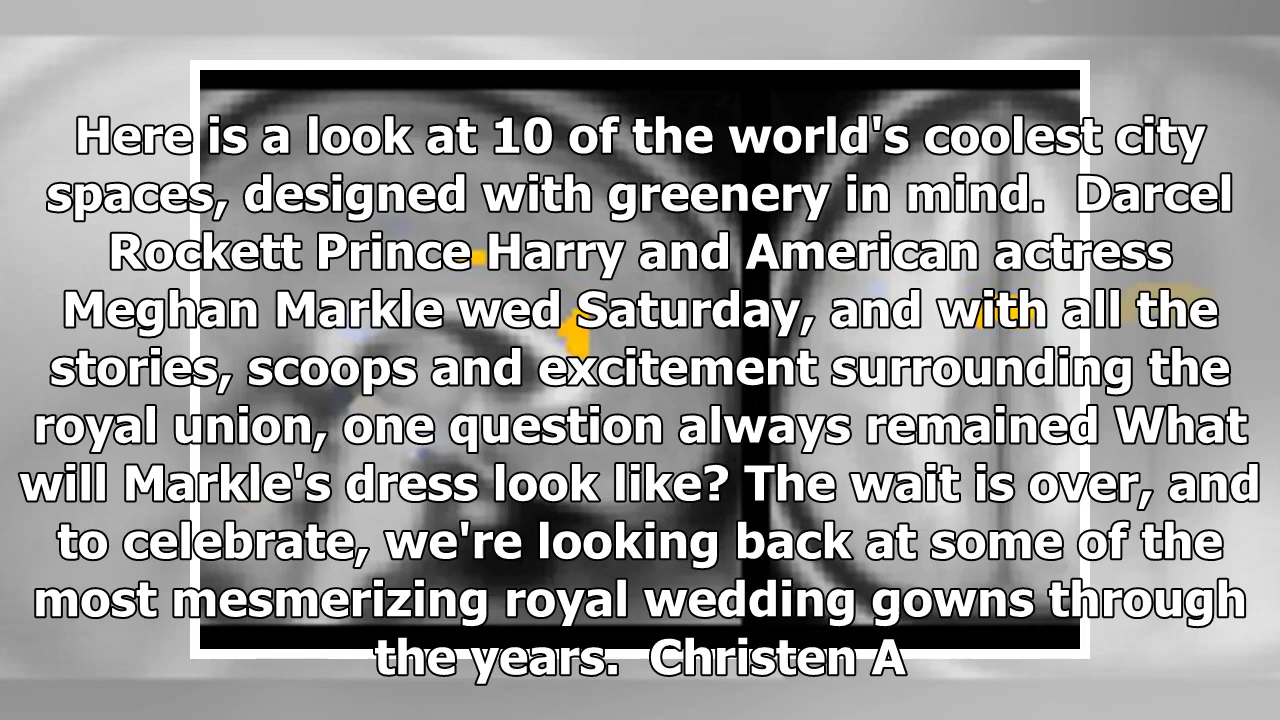 Here is a look at 10 of the world's coolest city
spaces, designed with greenery in mind.  Darcel
Rockett Prince Harry and American actress
Meghan Markle wed Saturday, and with all the
stories, scoops and excitement surrounding the
royal union, one question always remained What
will Markle's dress look like? The wait is over, and
to celebrate, we're looking back at some of the
most mesmerizing royal wedding gowns through
the years.  Christen A